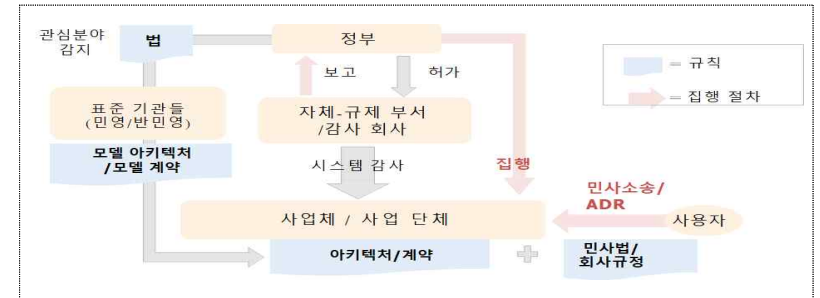 관심분야
감지
법
정부
= 규칙
= 집행 절차
보고
허가
표준 기관들
(민영/반민영)
자체-규제 부서
/감사 회사
모델 아키텍처
/모델 계약
시스템 감사
집행
민사소송/
ADR
사업체 / 사업 단체
사용자
아키텍처/계약
민사법/
회사규정